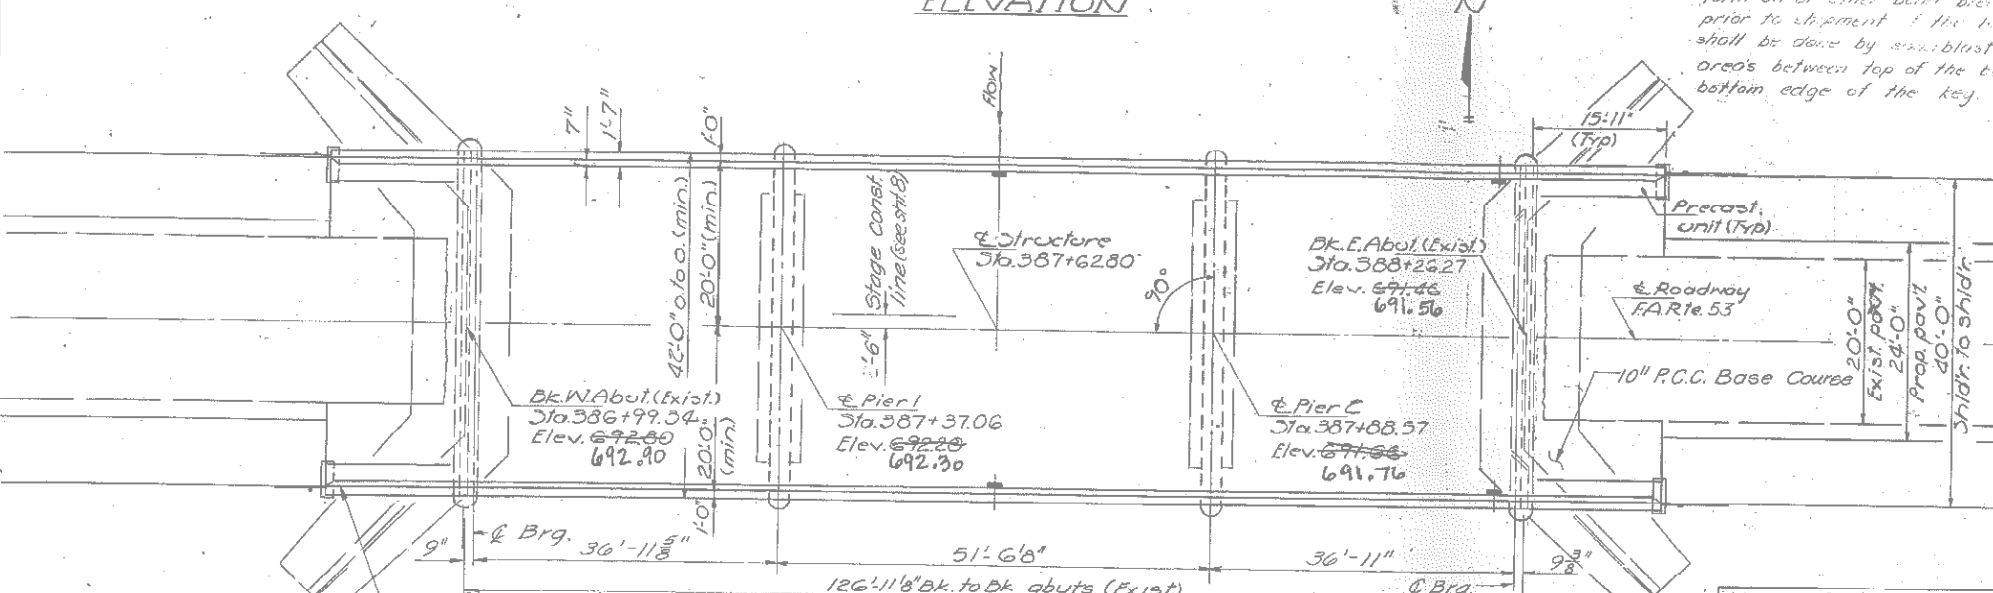 ELEVATION
N
prior to shipment
shall be done by
areas between top of the
bottom edge of the key.
Flow
7"
1'-7"
1'-0"
15'-11"
(Typ)
42'-0" o. to o. (min.)
20'-0" (min.)
Stage Const.
line (see sht. 8)
℄ Structure
Sta. 387+62.80
90°
Bk. E. Abut. (Exist.)
Sta. 388+26.27
Elev. 691.46
691.56
Precast
unit (Typ)
℄ Roadway
F.A. Rte. 53
20'-0"
Exist. pav't.
24'-0"
Prop. pav't.
40'-0"
Shld'r. to shld'r.
10" P.C.C. Base Course
Bk. W. Abut. (Exist.)
Sta. 386+99.34
Elev. 692.80
692.90
℄ Pier 1
Sta. 387+37.06
Elev. 692.20
692.30
℄ Pier 2
Sta. 387+88.57
Elev. 691.66
691.76
20'-0"
(min)
1'-0"
℄ Brg.
9"
36'-11 5/8"
51'-6 1/8"
36'-11"
9 3/8"
126'-11 1/8" Bk. to Bk. abuts (Exist)
℄ Brg.